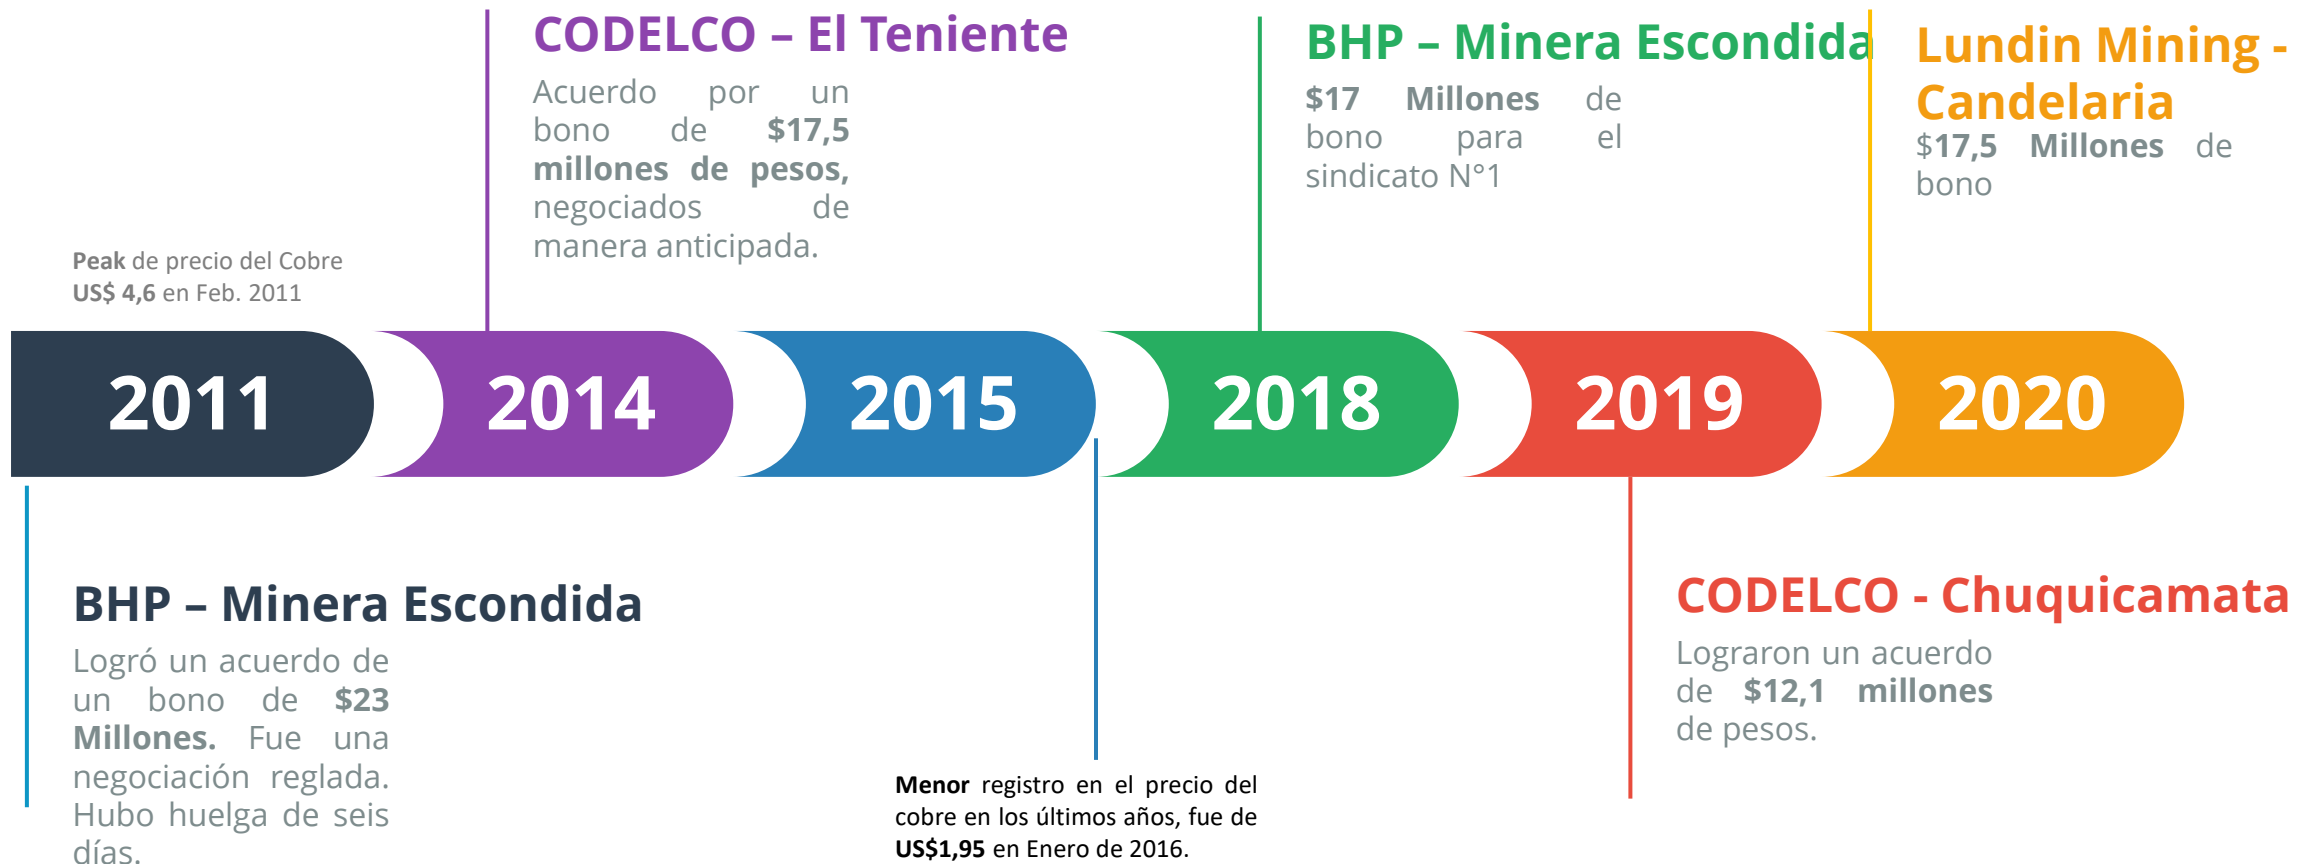 CODELCO – El Teniente
Acuerdo por un
bono de $17,5
millones de pesos,
negociados de
manera anticipada.
BHP – Minera Escondida
$17 Millones de
bono para el
sindicato N°1
Lundin Mining -
Candelaria
$17,5 Millones de
bono
Peak de precio del Cobre
US$ 4,6 en Feb. 2011
2011
2014
2015
2018
2019
2020
BHP – Minera Escondida
Logró un acuerdo de
un bono de $23
Millones. Fue una
negociación reglada.
Hubo huelga de seis
días.
Menor registro en el precio del
cobre en los últimos años, fue de
US$1,95 en Enero de 2016.
CODELCO - Chuquicamata
Lograron un acuerdo
de $12,1 millones
de pesos.